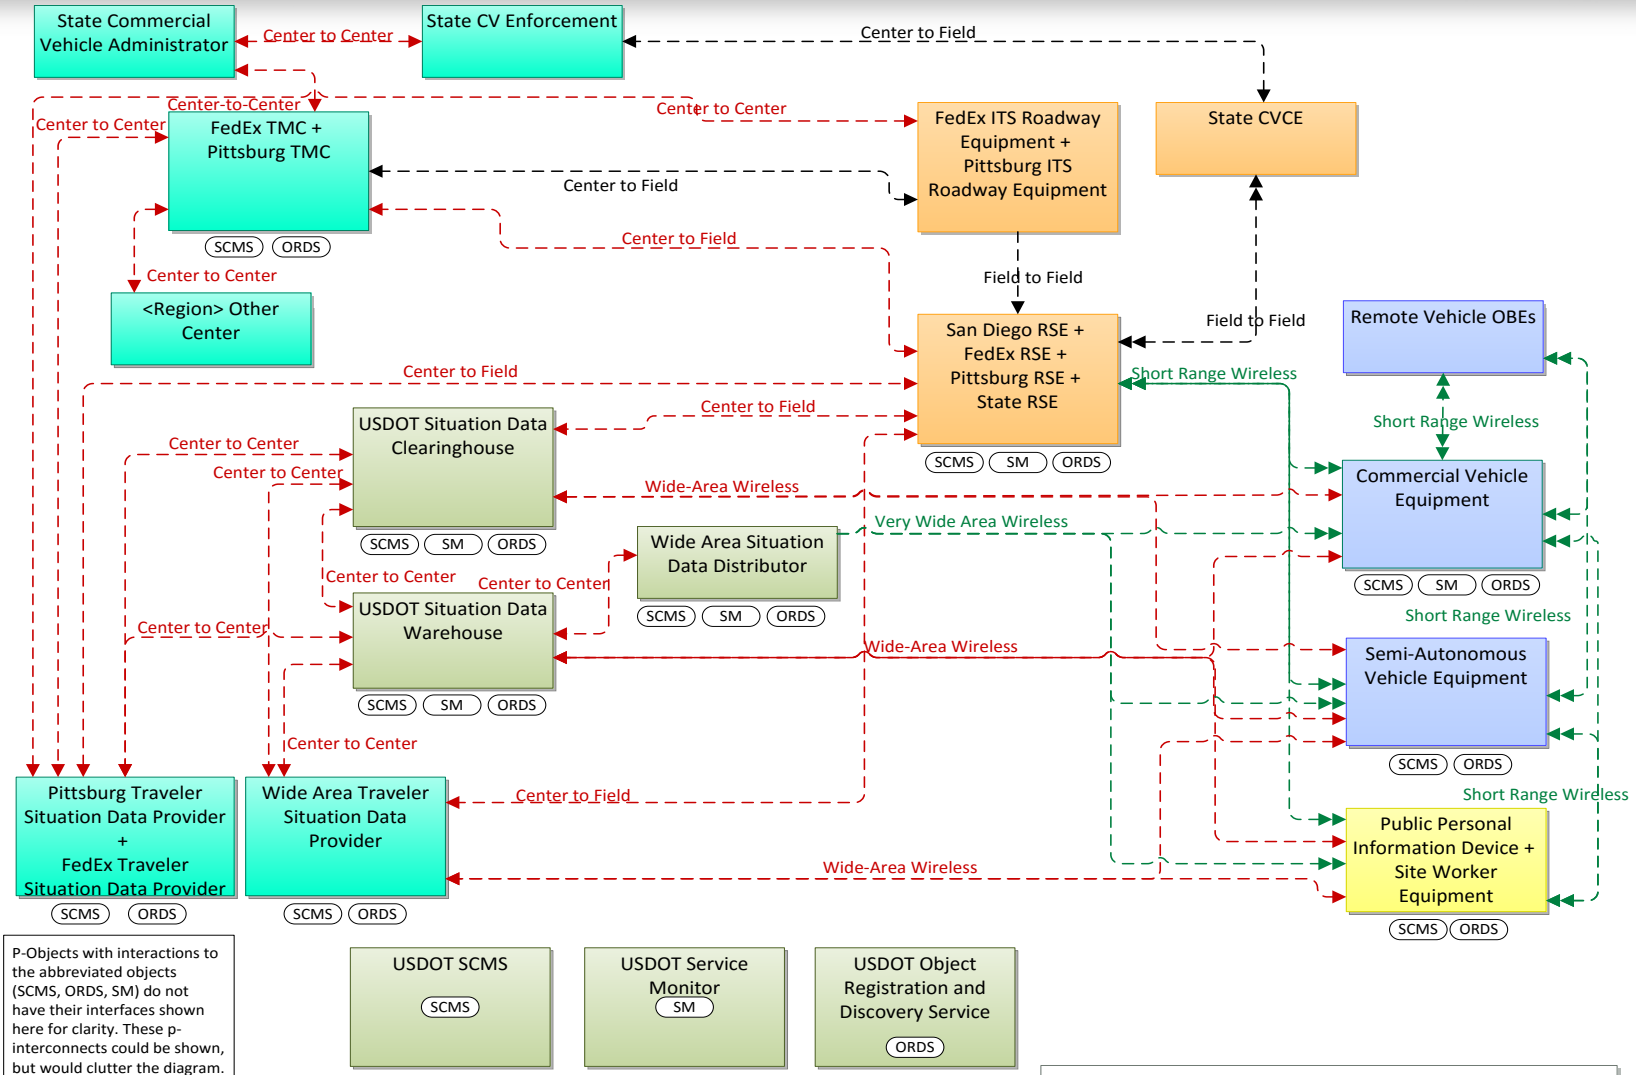 State Commercial
Vehicle Administrator
Center to Center
State CV Enforcement
Center to Field
Center-to-Center
Center to Center
Center to Center
FedEx TMC +
Pittsburg TMC
SCMS
ORDS
Center to Field
FedEx ITS Roadway
Equipment +
Pittsburg ITS
Roadway Equipment
State CVCE
Center to Field
Center to Center
<Region> Other
Center
Field to Field
Field to Field
San Diego RSE +
FedEx RSE +
Pittsburg RSE +
State RSE
SCMS
SM
ORDS
Remote Vehicle OBEs
Short Range Wireless
Center to Field
Center to Field
Short Range Wireless
USDOT Situation Data
Clearinghouse
SCMS
SM
ORDS
Center to Center
Center to Center
Wide-Area Wireless
Commercial Vehicle
Equipment
SCMS
SM
ORDS
Very Wide Area Wireless
Wide Area Situation
Data Distributor
SCMS
SM
ORDS
Center to Center
Center to Center
USDOT Situation Data
Warehouse
SCMS
SM
ORDS
Center to Center
Wide-Area Wireless
Short Range Wireless
Semi-Autonomous
Vehicle Equipment
SCMS
ORDS
Center to Center
Pittsburg Traveler
Situation Data Provider
+
FedEx Traveler
Situation Data Provider
SCMS
ORDS
Wide Area Traveler
Situation Data
Provider
SCMS
ORDS
Center to Field
Short Range Wireless
Wide-Area Wireless
Public Personal
Information Device +
Site Worker
Equipment
SCMS
ORDS
P-Objects with interactions to
the abbreviated objects
(SCMS, ORDS, SM) do not
have their interfaces shown
here for clarity. These p-
interconnects could be shown,
but would clutter the diagram.
USDOT SCMS
SCMS
USDOT Service
Monitor
SM
USDOT Object
Registration and
Discovery Service
ORDS